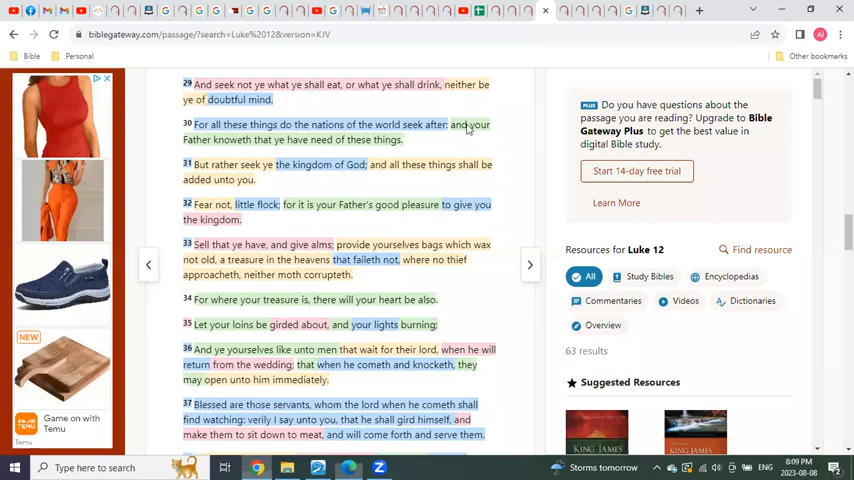 biblegateway.com/passage/?search=Luke%2012&version=KJV
Bible
Personal
Other bookmarks
29 And seek not ye what ye shall eat, or what ye shall drink, neither be
ye of doubtful mind.
30 For all these things do the nations of the world seek after: and your
Father knoweth that ye have need of these things.
31 But rather seek ye the kingdom of God; and all these things shall be
added unto you.
32 Fear not, little flock; for it is your Father's good pleasure to give you
the kingdom.
33 Sell that ye have, and give alms; provide yourselves bags which wax
not old, a treasure in the heavens that faileth not, where no thief
approacheth, neither moth corrupteth.
34 For where your treasure is, there will your heart be also.
35 Let your loins be girded about, and your lights burning;
36 And ye yourselves like unto men that wait for their lord, when he will
return from the wedding; that when he cometh and knocketh, they
may open unto him immediately.
37 Blessed are those servants, whom the lord when he cometh shall
find watching: verily I say unto you, that he shall gird himself, and
make them to sit down to meat, and will come forth and serve them.
NEW
Game on with
Temu
Temu
PLUS Do you have questions about the
passage you are reading? Upgrade to Bible
Gateway Plus to get the best value in
digital Bible study.
Start 14-day free trial
Learn More
Resources for Luke 12
Find resource
All
Study Bibles
Encyclopedias
Commentaries
Videos
Dictionaries
Overview
63 results
Suggested Resources
KING JAMES
KING JAMES
Type here to search
Storms tomorrow
ENG
8:09 PM
2023-08-08